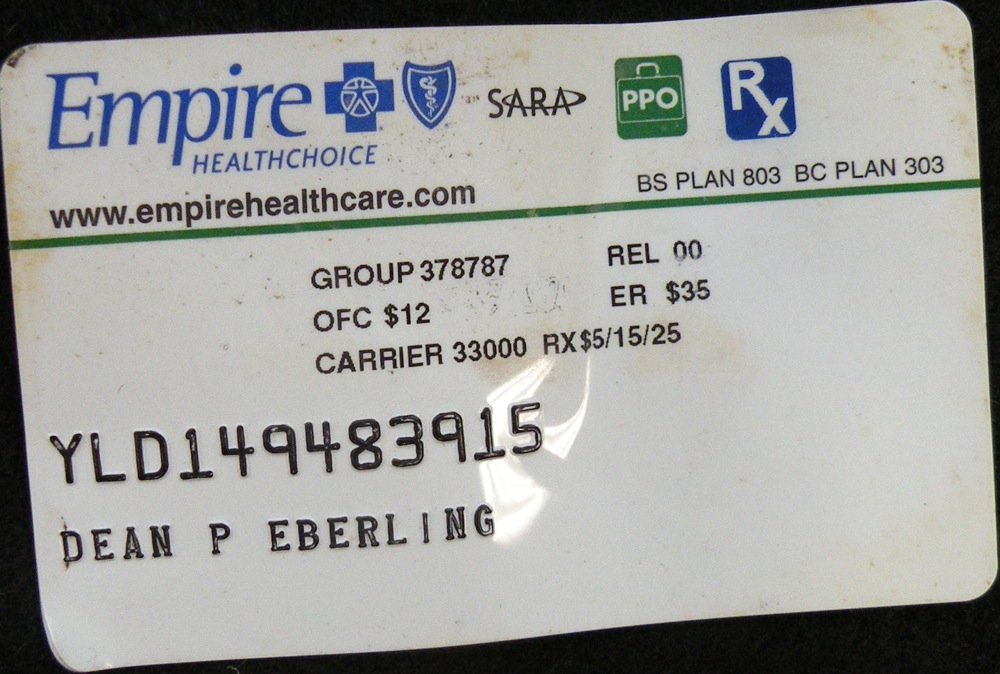 Empire SARA PPO Rx
HEALTHCHOICE
www.empirehealthcare.com
BS PLAN 803 BC PLAN 303
GROUP 378787 REL 00
OFC $12 ER $35
CARRIER 33000 RX $5/15/25
YLD149483915
DEAN P EBERLING